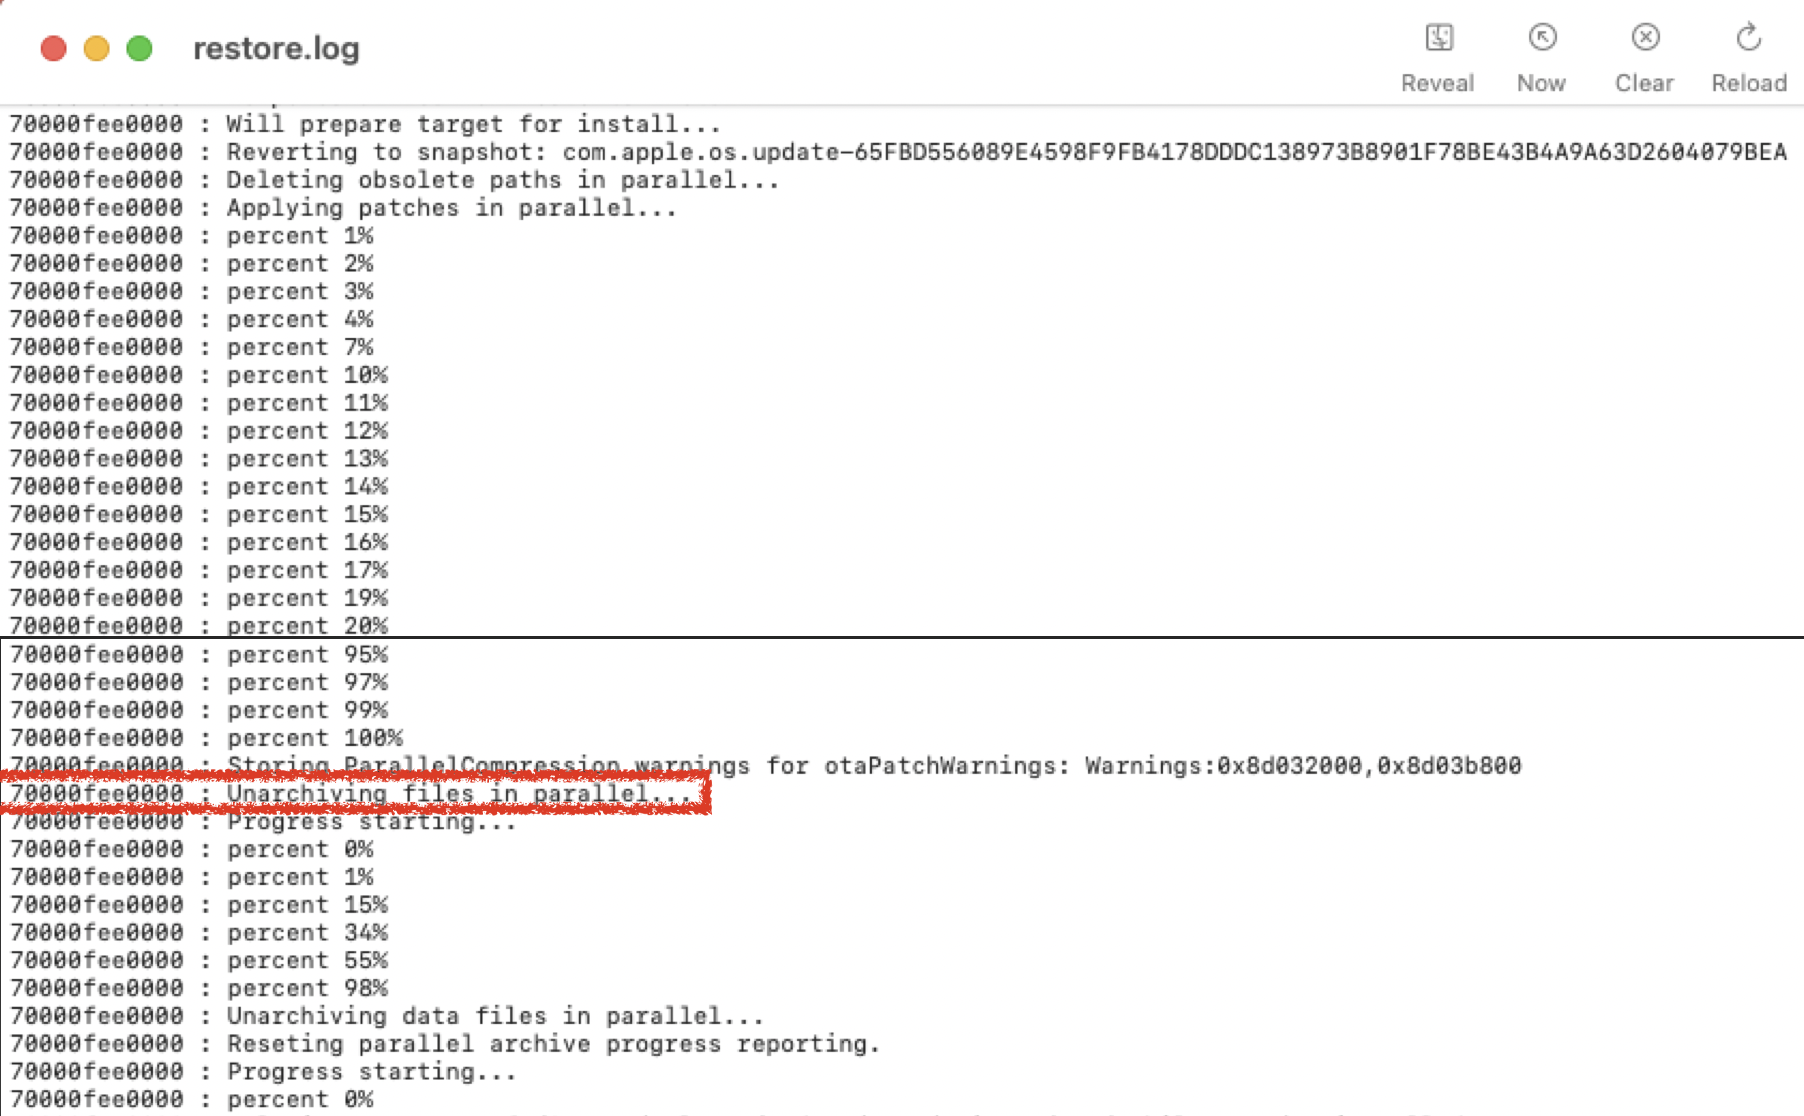 restore.log
Reveal
Now
Clear
Reload
70000fee0000 : Will prepare target for install...
70000fee0000 : Reverting to snapshot: com.apple.os.update-65FBD556089E4598F9FB4178DDDC138973B8901F78BE43B4A9A63D2604079BEA
70000fee0000 : Deleting obsolete paths in parallel...
70000fee0000 : Applying patches in parallel...
70000fee0000 : percent 1%
70000fee0000 : percent 2%
70000fee0000 : percent 3%
70000fee0000 : percent 4%
70000fee0000 : percent 7%
70000fee0000 : percent 10%
70000fee0000 : percent 11%
70000fee0000 : percent 12%
70000fee0000 : percent 13%
70000fee0000 : percent 14%
70000fee0000 : percent 15%
70000fee0000 : percent 16%
70000fee0000 : percent 17%
70000fee0000 : percent 19%
70000fee0000 : percent 20%
70000fee0000 : percent 95%
70000fee0000 : percent 97%
70000fee0000 : percent 99%
70000fee0000 : percent 100%
70000fee0000 : Storing ParallelCompression warnings for otaPatchWarnings: Warnings:0x8d032000,0x8d03b800
70000fee0000 : Unarchiving files in parallel...
70000fee0000 : Progress starting...
70000fee0000 : percent 0%
70000fee0000 : percent 1%
70000fee0000 : percent 15%
70000fee0000 : percent 34%
70000fee0000 : percent 55%
70000fee0000 : percent 98%
70000fee0000 : Unarchiving data files in parallel...
70000fee0000 : Reseting parallel archive progress reporting.
70000fee0000 : Progress starting...
70000fee0000 : percent 0%